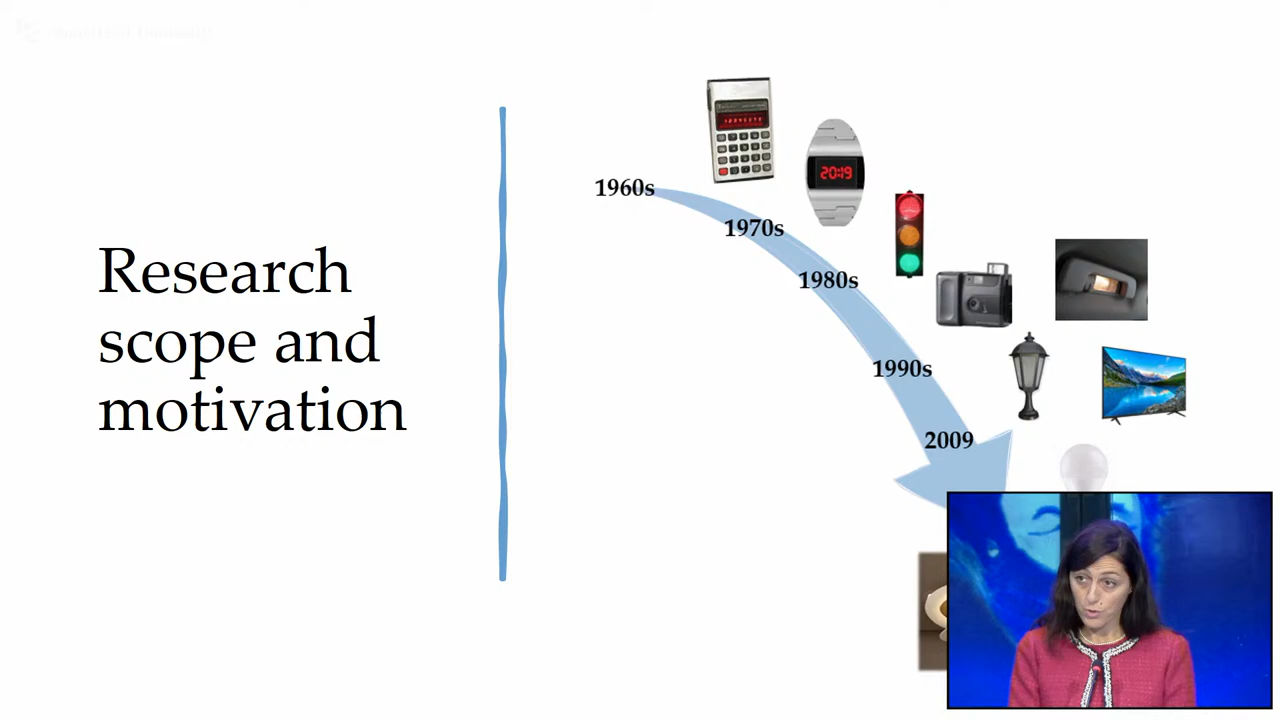 Research
scope and
motivation
1960s
1970s
1980s
1990s
2009
20:19